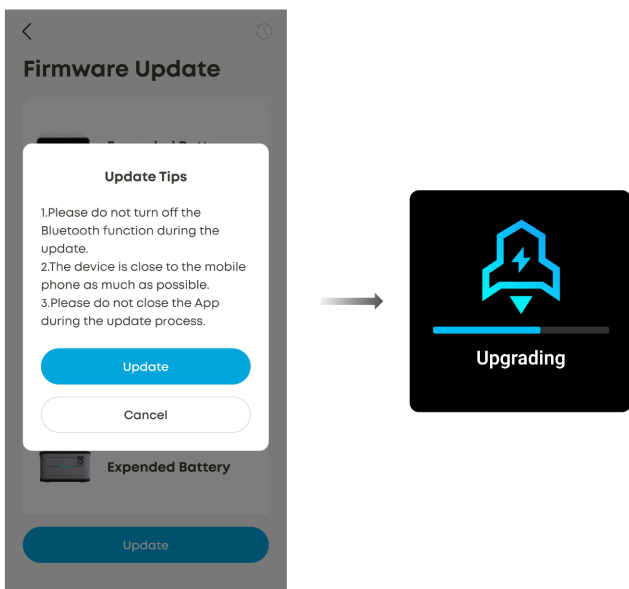 Firmware Update
Update Tips
1.Please do not turn off the
Bluetooth function during the
update.
2.The device is close to the mobile
phone as much as possible.
3.Please do not close the App
during the update process.
Update
Cancel
Expended Battery
Update
Upgrading